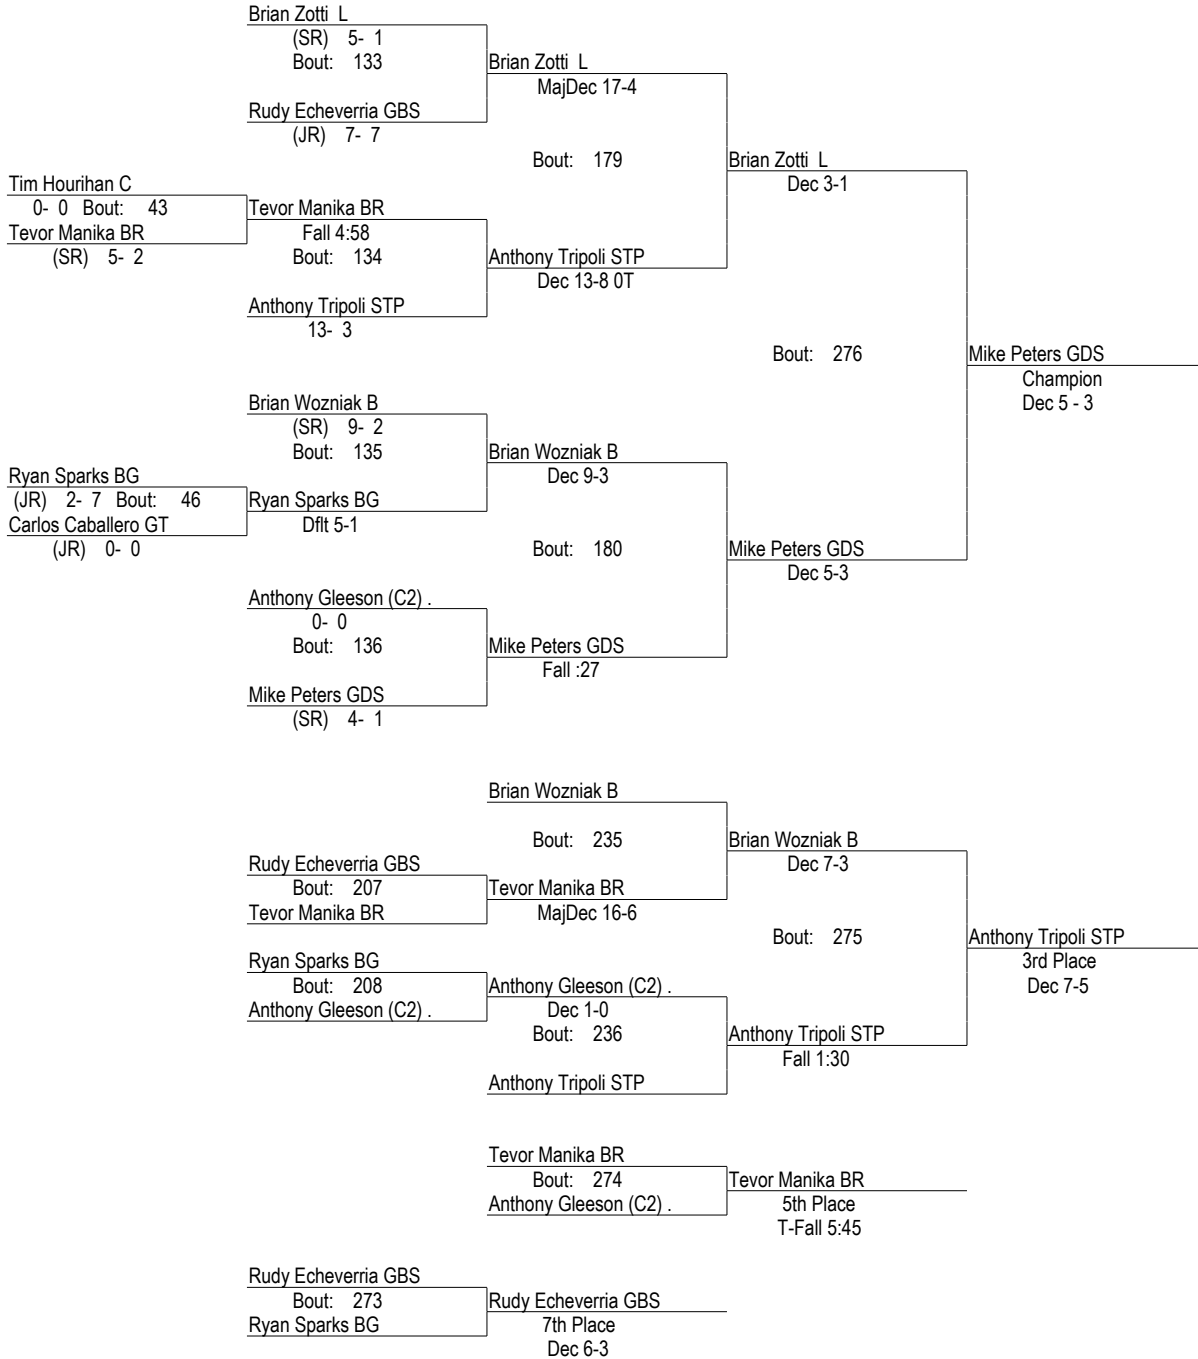 Brian Zotti L
(SR) 5- 1
Bout: 133
Brian Zotti L
MajDec 17-4
Rudy Echeverria GBS
(JR) 7- 7
Bout: 179
Brian Zotti L
Dec 3-1
Tim Hourihan C
0- 0 Bout: 43
Tevor Manika BR
Tevor Manika BR
Fall 4:58
(SR) 5- 2
Bout: 134
Anthony Tripoli STP
Dec 13-8 0T
Anthony Tripoli STP
13- 3
Bout: 276
Mike Peters GDS
Champion
Dec 5 - 3
Brian Wozniak B
(SR) 9- 2
Bout: 135
Brian Wozniak B
Dec 9-3
Ryan Sparks BG
(JR) 2- 7 Bout: 46
Ryan Sparks BG
Carlos Caballero GT
Dflt 5-1
(JR) 0- 0
Bout: 180
Mike Peters GDS
Dec 5-3
Anthony Gleeson (C2) .
0- 0
Bout: 136
Mike Peters GDS
Fall :27
Mike Peters GDS
(SR) 4- 1
Brian Wozniak B
Bout: 235
Brian Wozniak B
Dec 7-3
Rudy Echeverria GBS
Bout: 207
Tevor Manika BR
Tevor Manika BR
MajDec 16-6
Bout: 275
Anthony Tripoli STP
3rd Place
Dec 7-5
Ryan Sparks BG
Bout: 208
Anthony Gleeson (C2) .
Anthony Gleeson (C2) .
Dec 1-0
Bout: 236
Anthony Tripoli STP
Fall 1:30
Anthony Tripoli STP
Tevor Manika BR
Bout: 274
Tevor Manika BR
Anthony Gleeson (C2) .
5th Place
T-Fall 5:45
Rudy Echeverria GBS
Bout: 273
Rudy Echeverria GBS
Ryan Sparks BG
7th Place
Dec 6-3